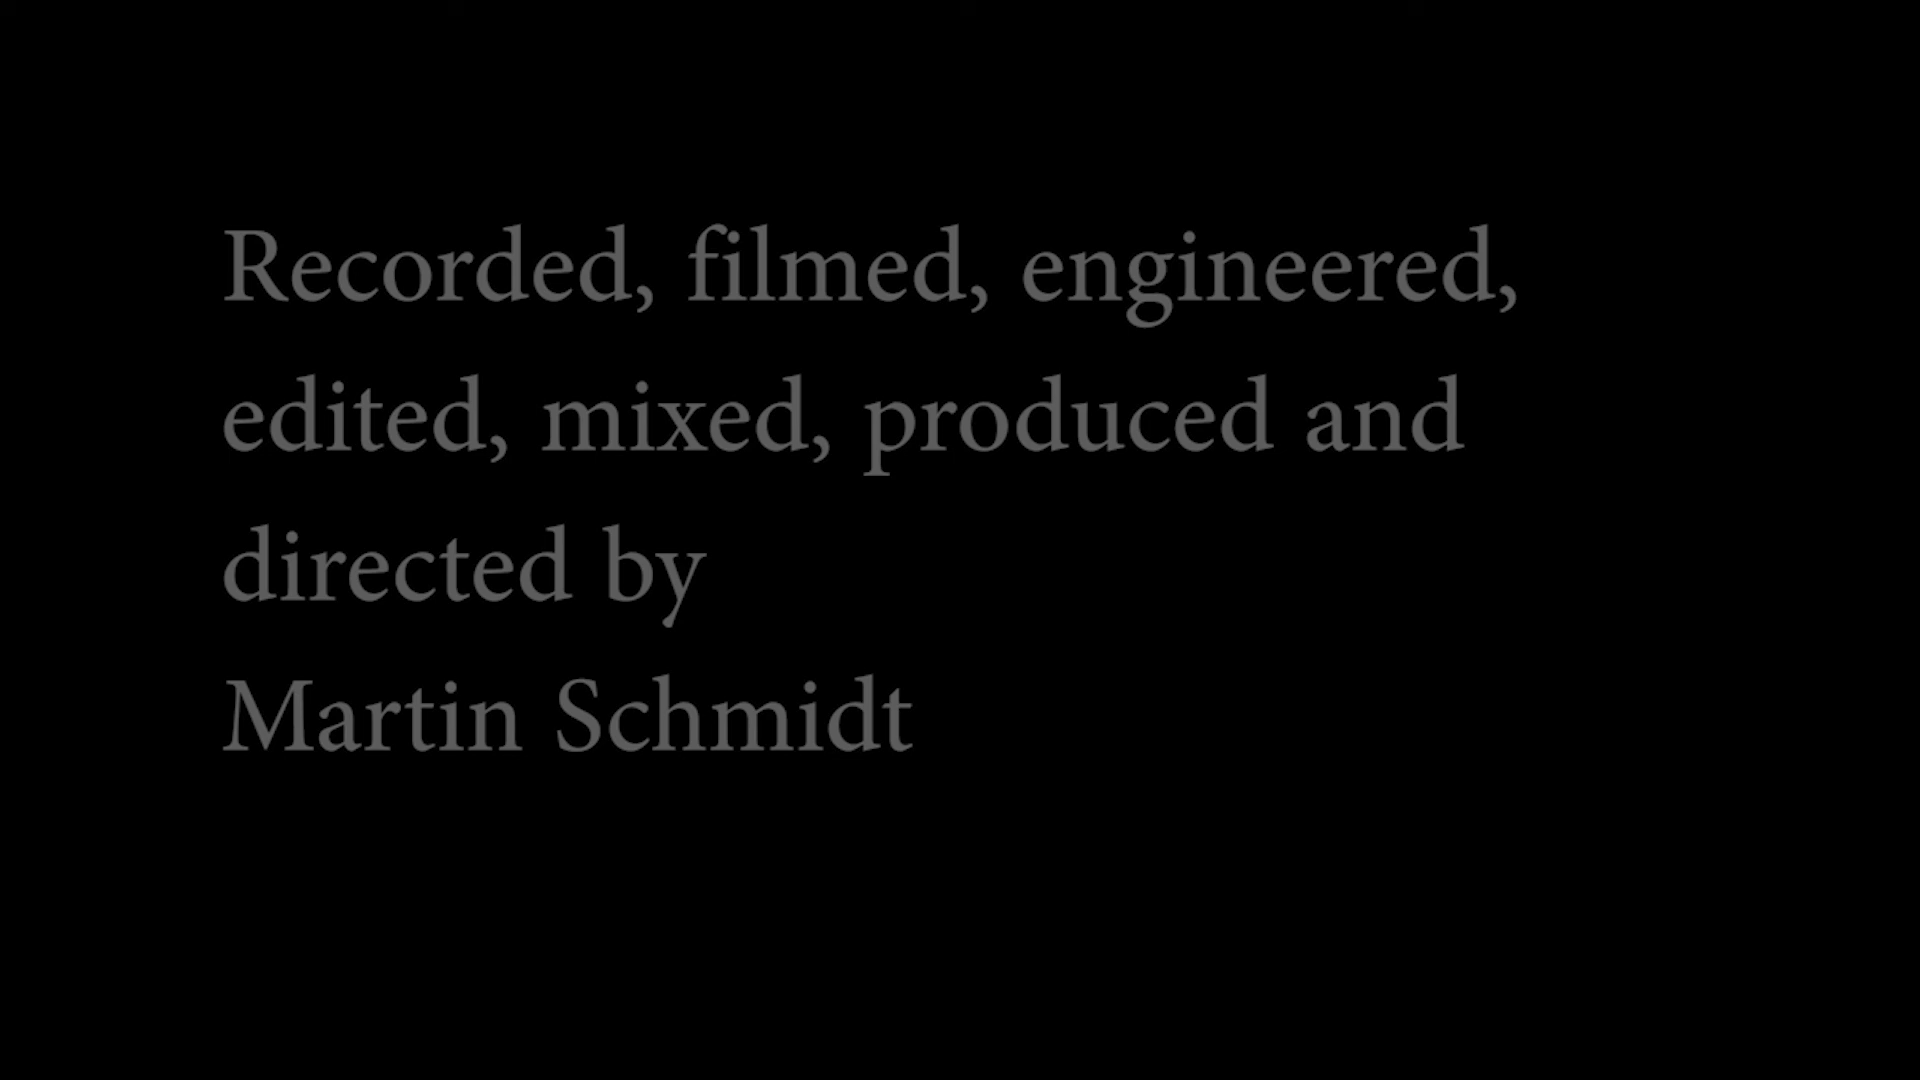 Recorded, filmed, engineered,
edited, mixed, produced and
directed by
Martin Schmidt